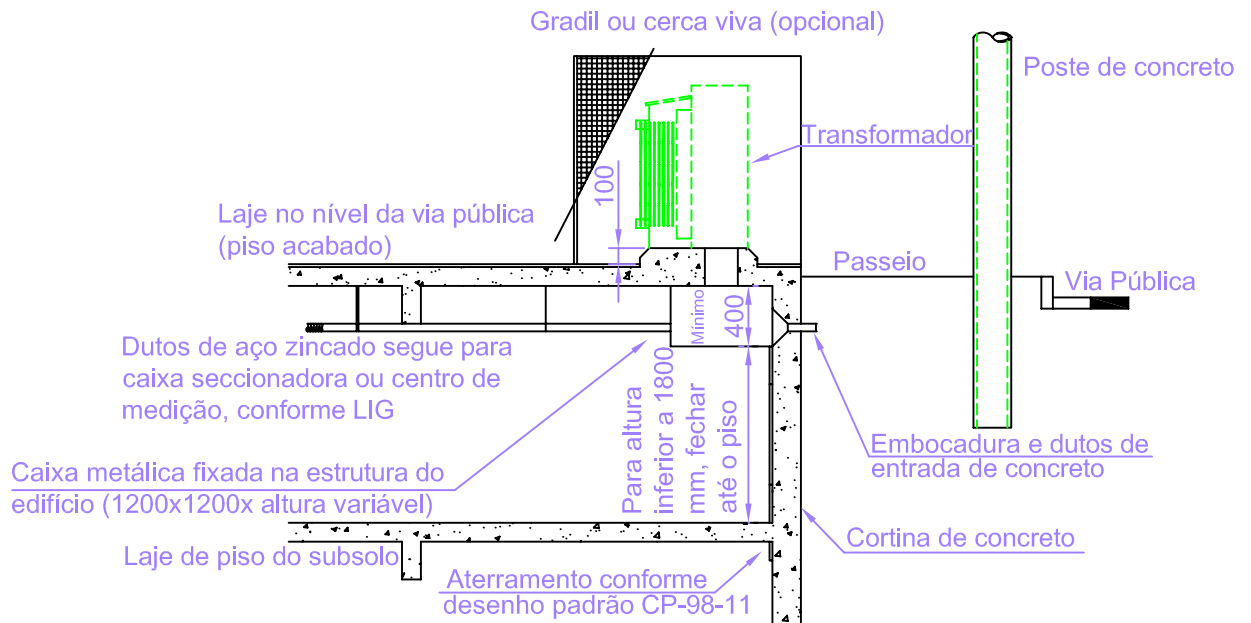 Gradil ou cerca viva (opcional)
Poste de concreto
Transformador
100
Laje no nível da via pública
(piso acabado)
Passeio
Via Pública
Mínimo
400
Dutos de aço zincado segue para
caixa seccionadora ou centro de
medição, conforme LIG
Para altura
inferior a 1800
mm, fechar
até o piso
Embocadura e dutos de
entrada de concreto
Caixa metálica fixada na estrutura do
edifício (1200x1200x altura variável)
Cortina de concreto
Laje de piso do subsolo
Aterramento conforme
desenho padrão CP-98-11